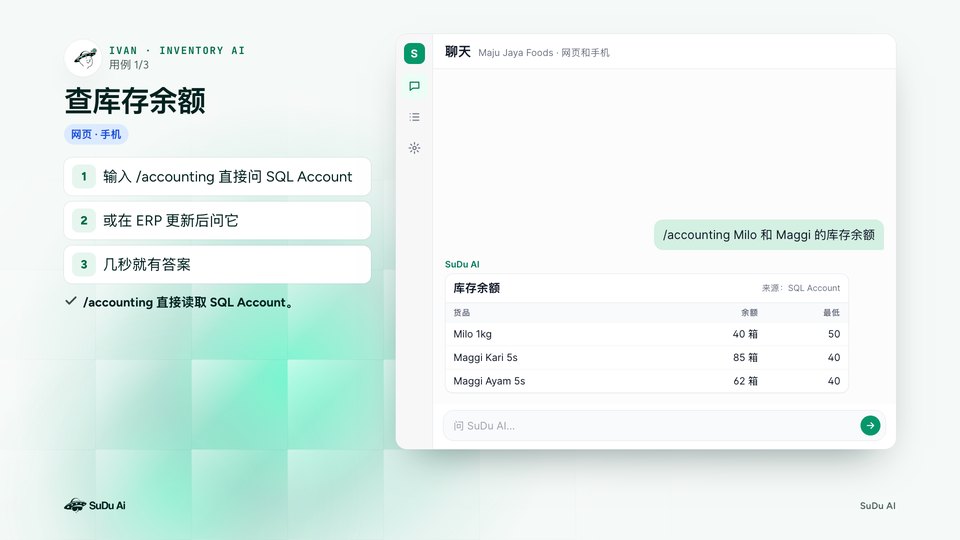 IVAN · INVENTORY AI
用例 1/3
查库存余额
网页 · 手机
1 输入 /accounting 直接问 SQL Account
2 或在 ERP 更新后问它
3 几秒就有答案
/accounting 直接读取 SQL Account。
SuDu Ai
S
聊天 Maju Jaya Foods · 网页和手机
/accounting Milo 和 Maggi 的库存余额
SuDu AI
库存余额 来源: SQL Account
货品 余额 最低
Milo 1kg 40 箱 50
Maggi Kari 5s 85 箱 40
Maggi Ayam 5s 62 箱 40
问 SuDu AI...
SuDu AI